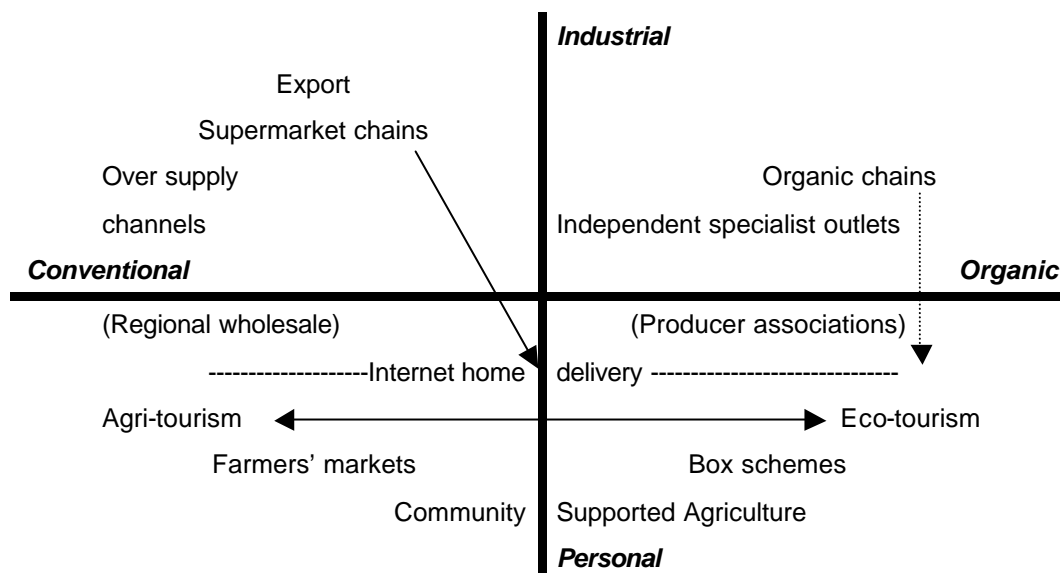 Industrial
Export
Supermarket chains
Over supply Organic chains
channels Independent specialist outlets
Conventional Organic
(Regional wholesale) (Producer associations)
--------------------Internet home delivery -------------------------------
Agri-tourism Eco-tourism
Farmers’ markets Box schemes
Community Supported Agriculture
Personal